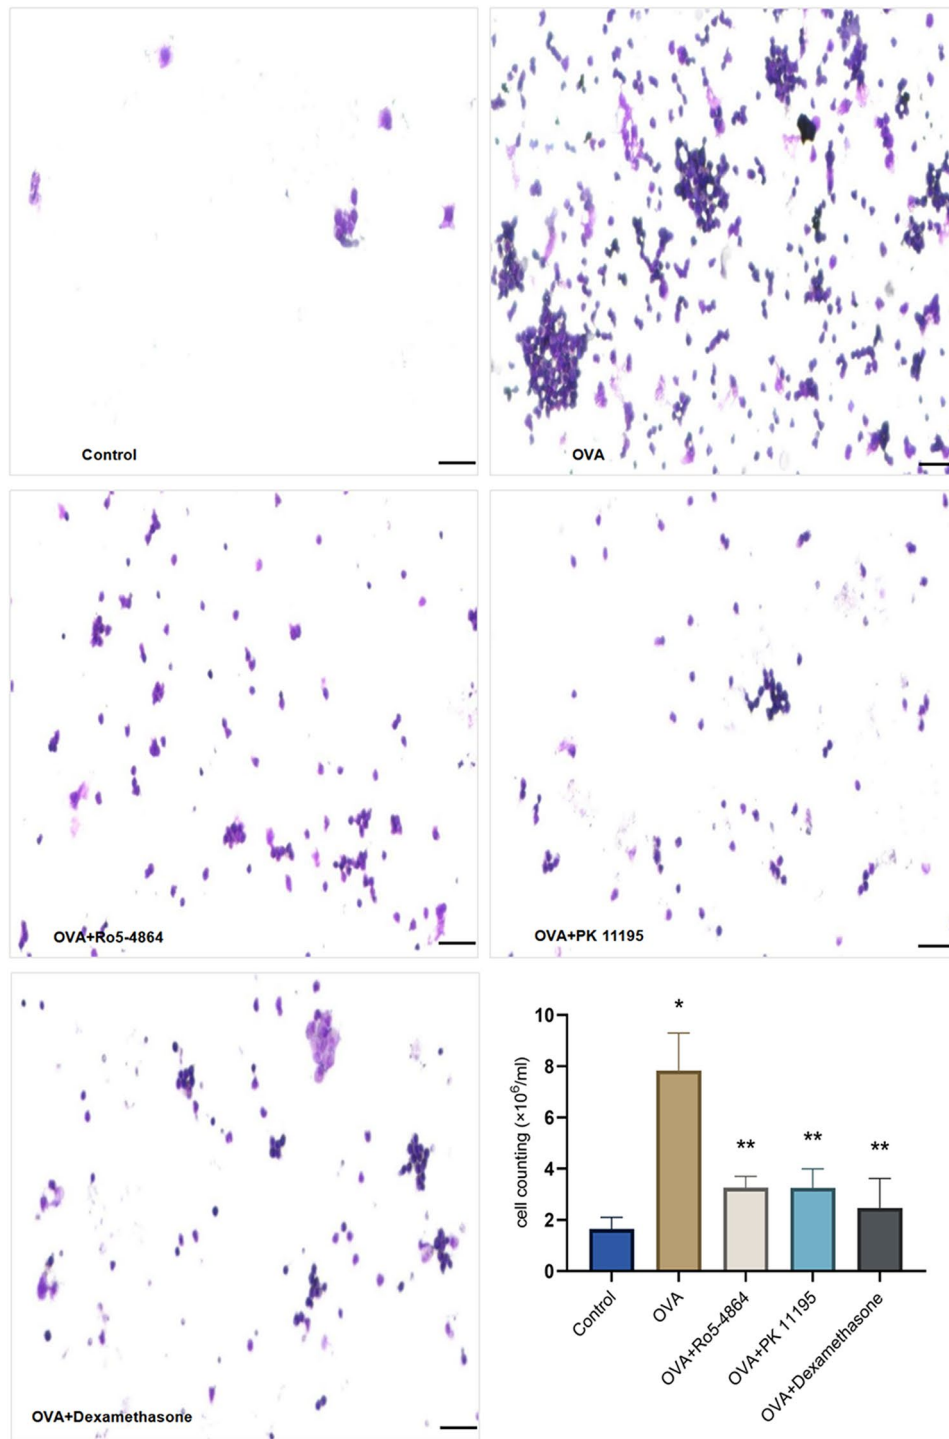 Control
OVA
OVA+Ro5-4864
OVA+PK 11195
OVA+Dexamethasone
cell counting (×10⁶/ml)
10
8
6
4
2
0
*
**
**
**
Control
OVA
OVA+Ro5-4864
OVA+PK 11195
OVA+Dexamethasone